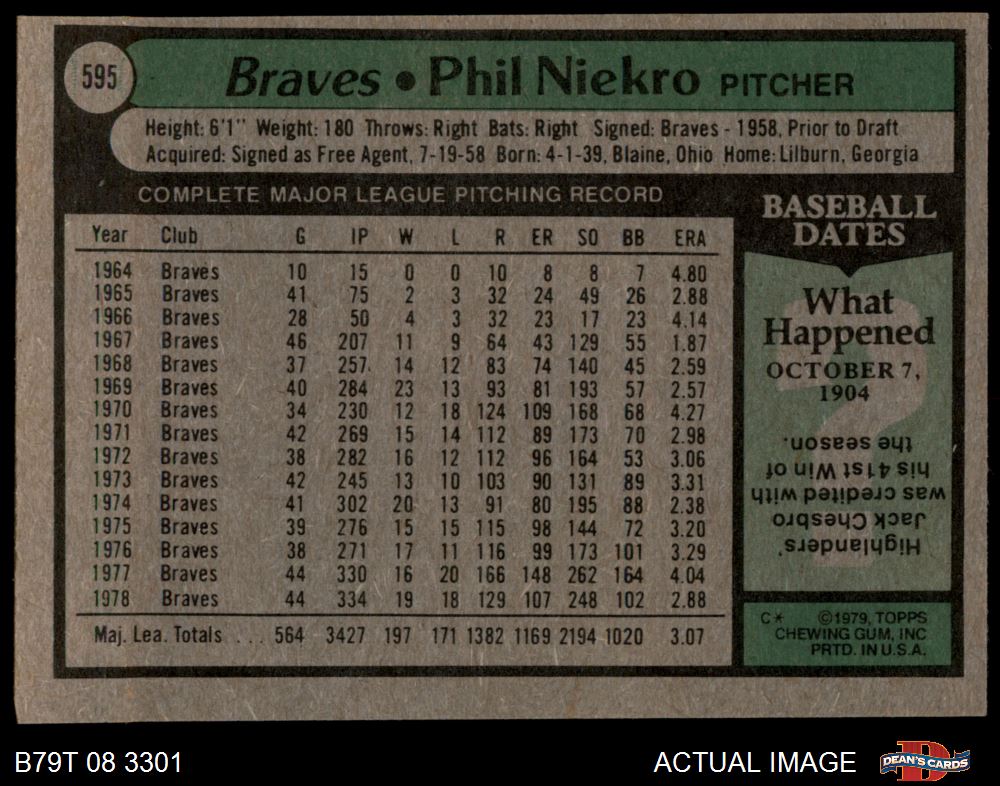 595 Braves • Phil Niekro PITCHER
Height: 6'1" Weight: 180 Throws: Right Bats: Right Signed: Braves - 1958, Prior to Draft
Acquired: Signed as Free Agent, 7-19-58 Born: 4-1-39, Blaine, Ohio Home: Lilburn, Georgia
COMPLETE MAJOR LEAGUE PITCHING RECORD
Year Club G IP W L R ER SO BB ERA
1964 Braves 10 15 0 0 10 8 8 7 4.80
1965 Braves 41 75 2 3 32 24 49 26 2.88
1966 Braves 28 50 4 3 32 23 17 23 4.14
1967 Braves 46 207 11 9 64 43 129 55 1.87
1968 Braves 37 257 14 12 83 74 140 45 2.59
1969 Braves 40 284 23 13 93 81 193 57 2.57
1970 Braves 34 230 12 18 124 109 168 68 4.27
1971 Braves 42 269 15 14 112 89 173 70 2.98
1972 Braves 38 282 16 12 112 96 164 53 3.06
1973 Braves 42 245 13 10 103 90 131 89 3.31
1974 Braves 41 302 20 13 91 80 195 88 2.38
1975 Braves 39 276 15 15 115 98 144 72 3.20
1976 Braves 38 271 17 11 116 99 173 101 3.29
1977 Braves 44 330 16 20 166 148 262 164 4.04
1978 Braves 44 334 19 18 129 107 248 102 2.88
Maj. Lea. Totals . . . 564 3427 197 171 1382 1169 2194 1020 3.07
BASEBALL
DATES
What
Happened
OCTOBER 7,
1904
Highlanders'
Jack Chesbro
was credited with
his 41st Win of
the season.
C* ©1979, TOPPS
CHEWING GUM, INC
PRTD. IN U.S.A.
B79T 08 3301
ACTUAL IMAGE
DEAN'S CARDS